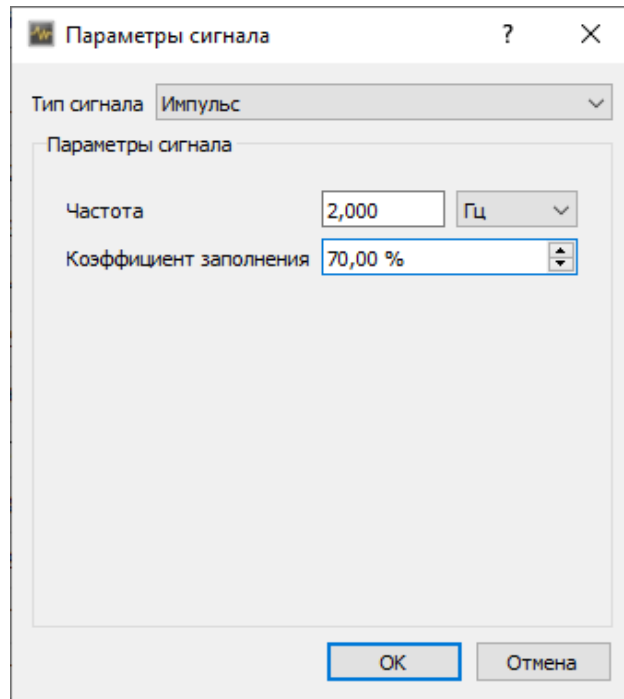 Параметры сигнала ?
Тип сигнала Импульс
Параметры сигнала
Частота 2,000 Гц
Коэффициент заполнения 70,00 %
OK Отмена